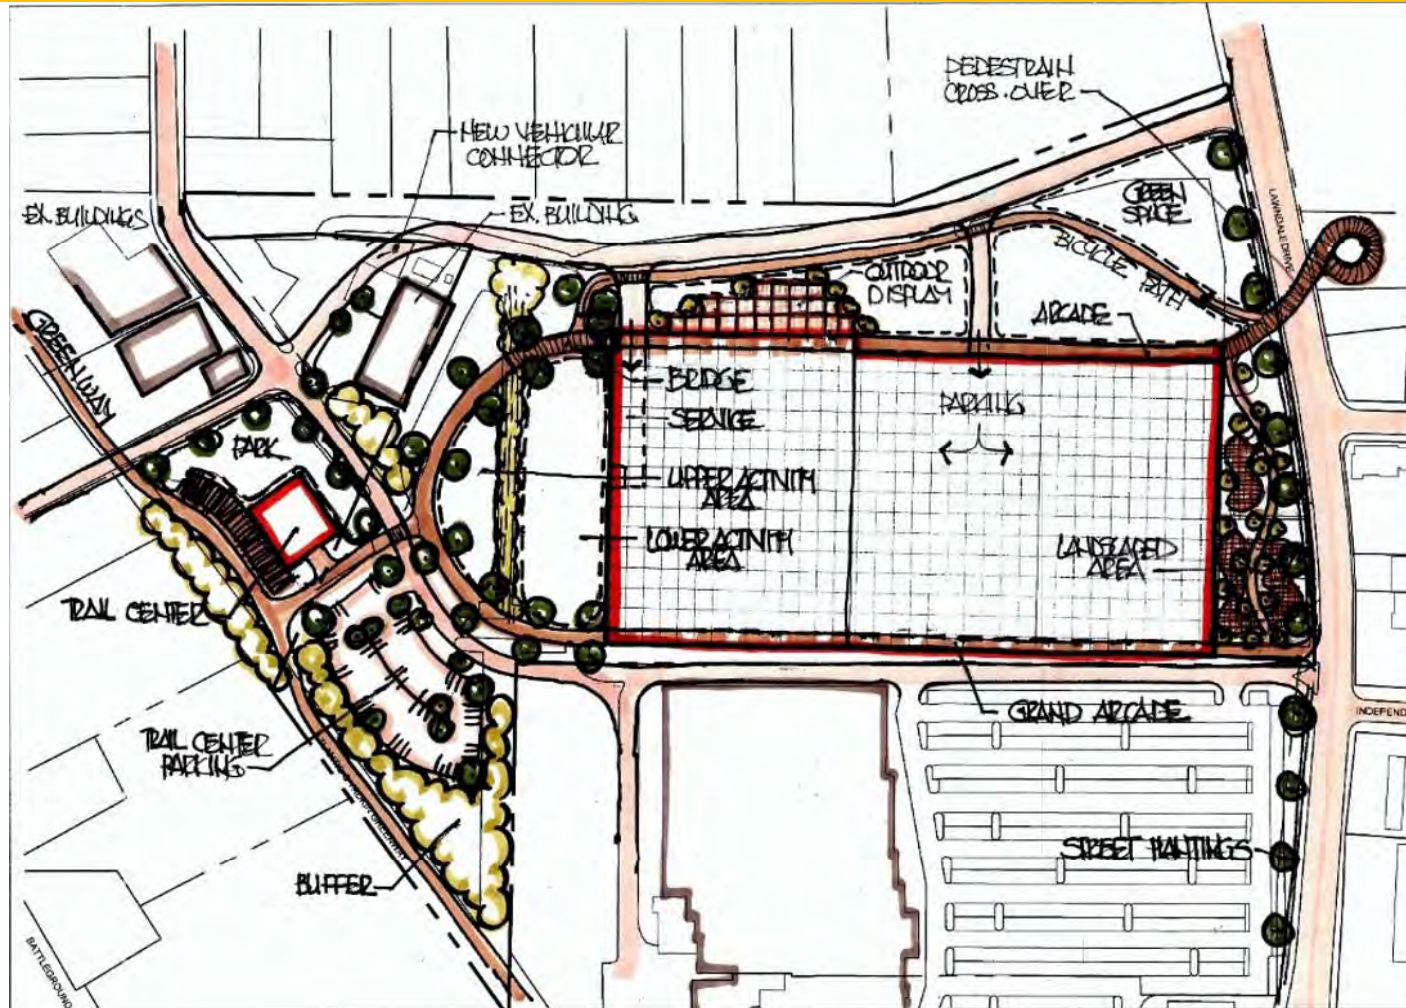 PEDESTRAIN
CROSS-OVER
NEW VEHICULAR
CONNECTOR
EX. BUILDINGS
EX. BUILDING
GREEN
SPACE
LAWNDALE DRIVE
BICYCLE PATH
OUTDOOR
DISPLAY
ARCADE
GREENWAY
BRIDGE
SERVICE
PARKING
PARK
UPPER ACTIVITY
AREA
LOWER ACTIVITY
AREA
LANDSCAPED
AREA
TRAIL CENTER
GRAND ARCADE
INDEPEND
TRAIL CENTER
PARKING
STREET PLANTINGS
BUFFER
BATTLEGROUND